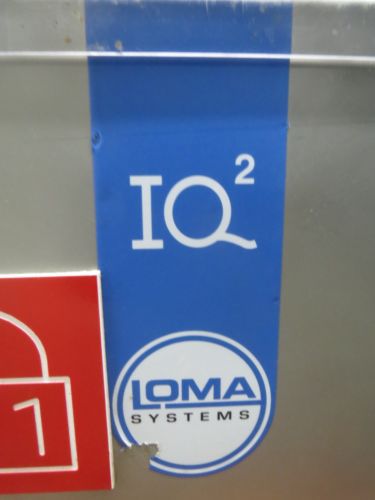 IQ²
LOMA
SYSTEMS
1